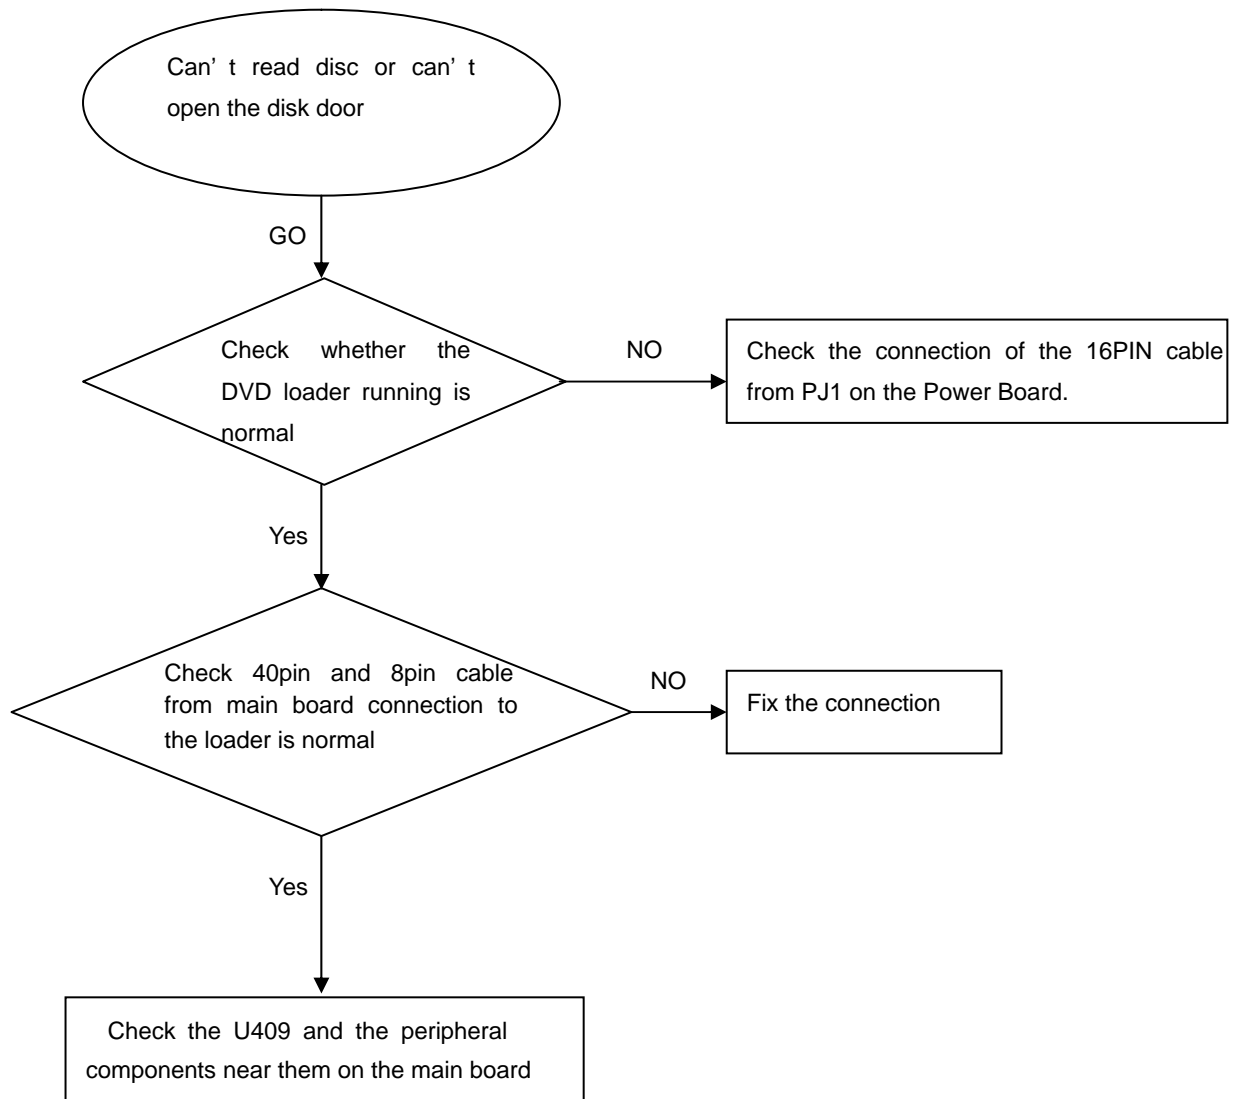 Can’ t read disc or can’ t
open the disk door
GO
Check whether the
DVD loader running is
normal
NO
Check the connection of the 16PIN cable
from PJ1 on the Power Board.
Yes
Check 40pin and 8pin cable
from main board connection to
the loader is normal
NO
Fix the connection
Yes
Check the U409 and the peripheral
components near them on the main board